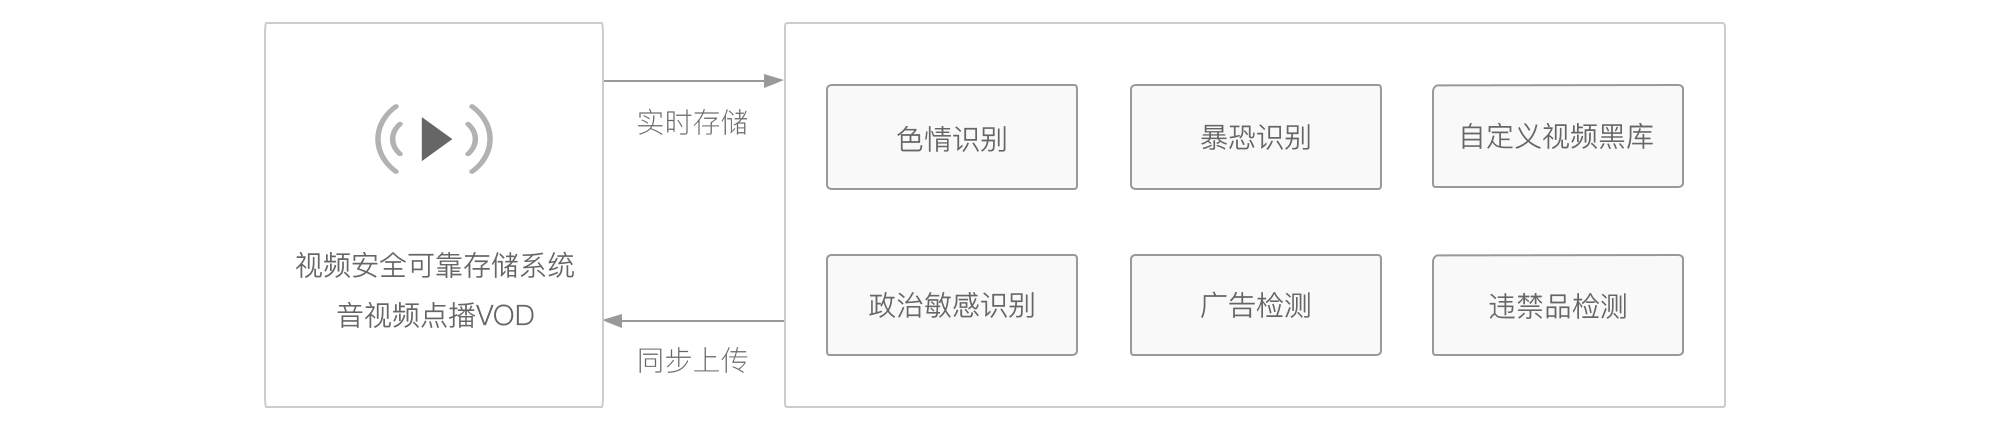 视频安全可靠存储系统
音视频点播VOD
实时存储
同步上传
色情识别
暴恐识别
自定义视频黑库
政治敏感识别
广告检测
违禁品检测